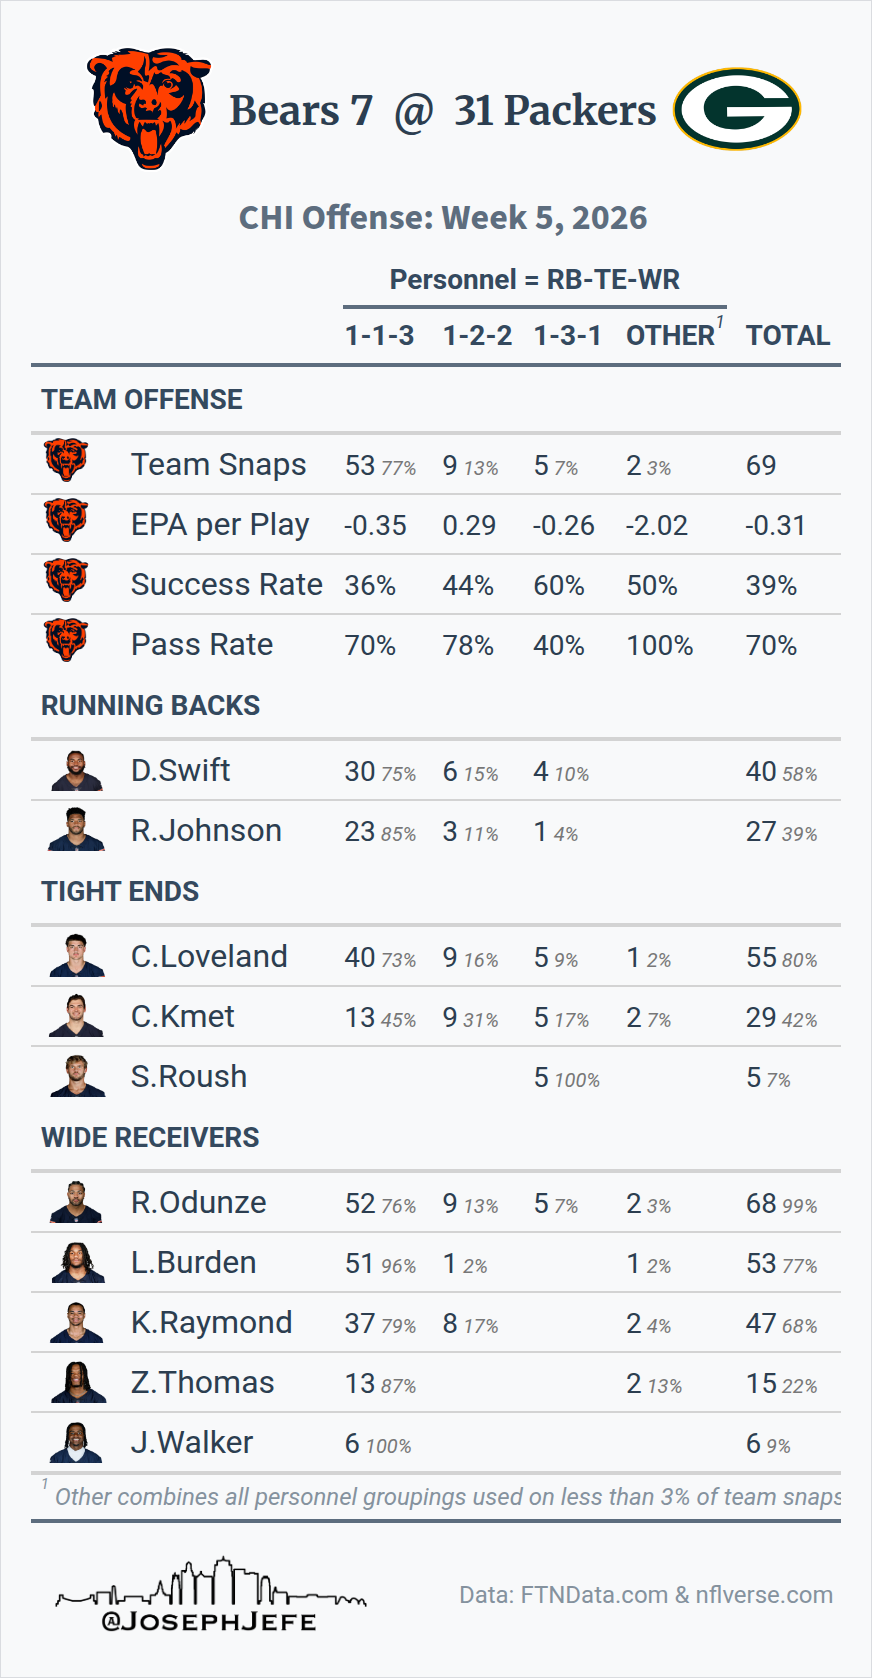 Bears 7 @ 31 Packers
CHI Offense: Week 5, 2026
Personnel = RB-TE-WR
1-1-3 1-2-2 1-3-1 OTHER1 TOTAL
TEAM OFFENSE
Team Snaps 53 77% 9 13% 5 7% 2 3% 69
EPA per Play -0.35 0.29 -0.26 -2.02 -0.31
Success Rate 36% 44% 60% 50% 39%
Pass Rate 70% 78% 40% 100% 70%
RUNNING BACKS
D.Swift 30 75% 6 15% 4 10% 40 58%
R.Johnson 23 85% 3 11% 1 4% 27 39%
TIGHT ENDS
C.Loveland 40 73% 9 16% 5 9% 1 2% 55 80%
C.Kmet 13 45% 9 31% 5 17% 2 7% 29 42%
S.Roush 5 100% 5 7%
WIDE RECEIVERS
R.Odunze 52 76% 9 13% 5 7% 2 3% 68 99%
L.Burden 51 96% 1 2% 1 2% 53 77%
K.Raymond 37 79% 8 17% 2 4% 47 68%
Z.Thomas 13 87% 2 13% 15 22%
J.Walker 6 100% 6 9%
1 Other combines all personnel groupings used on less than 3% of team snaps
@JosephJefe
Data: FTNData.com & nflverse.com